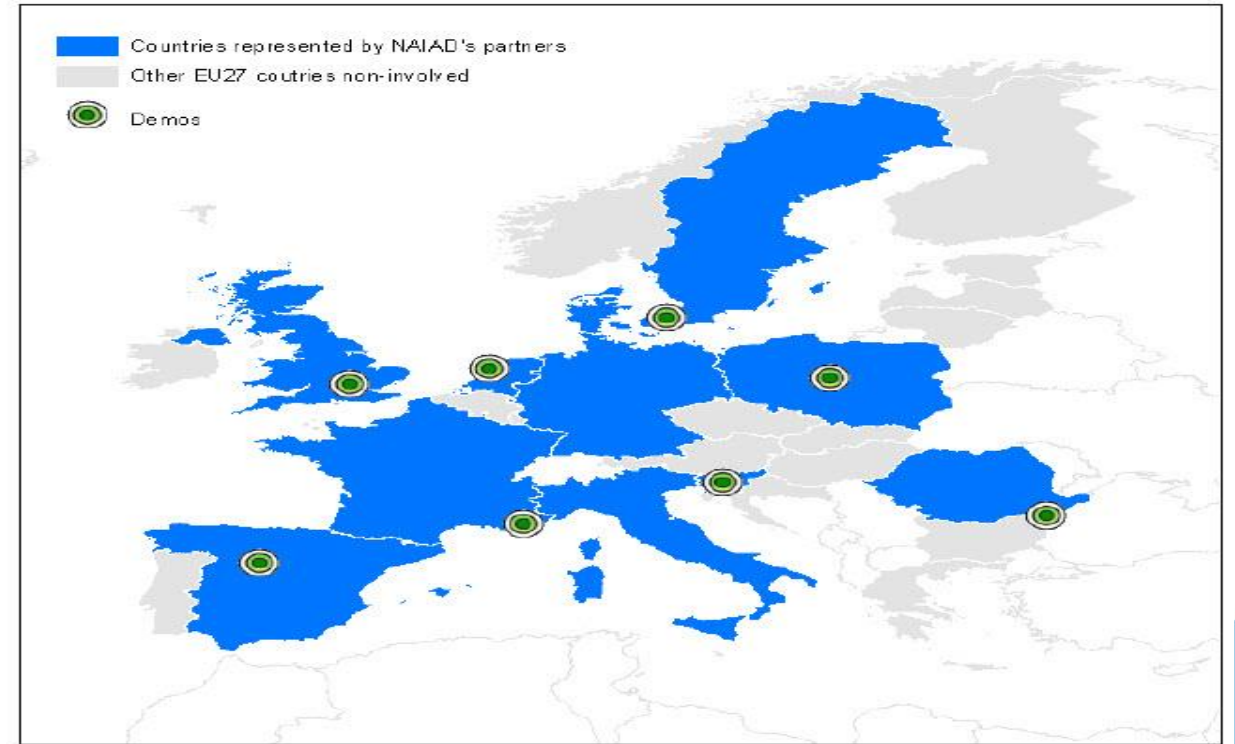 Countries represented by NAIAD's partners
Other EU27 coutries non-involved
Demos